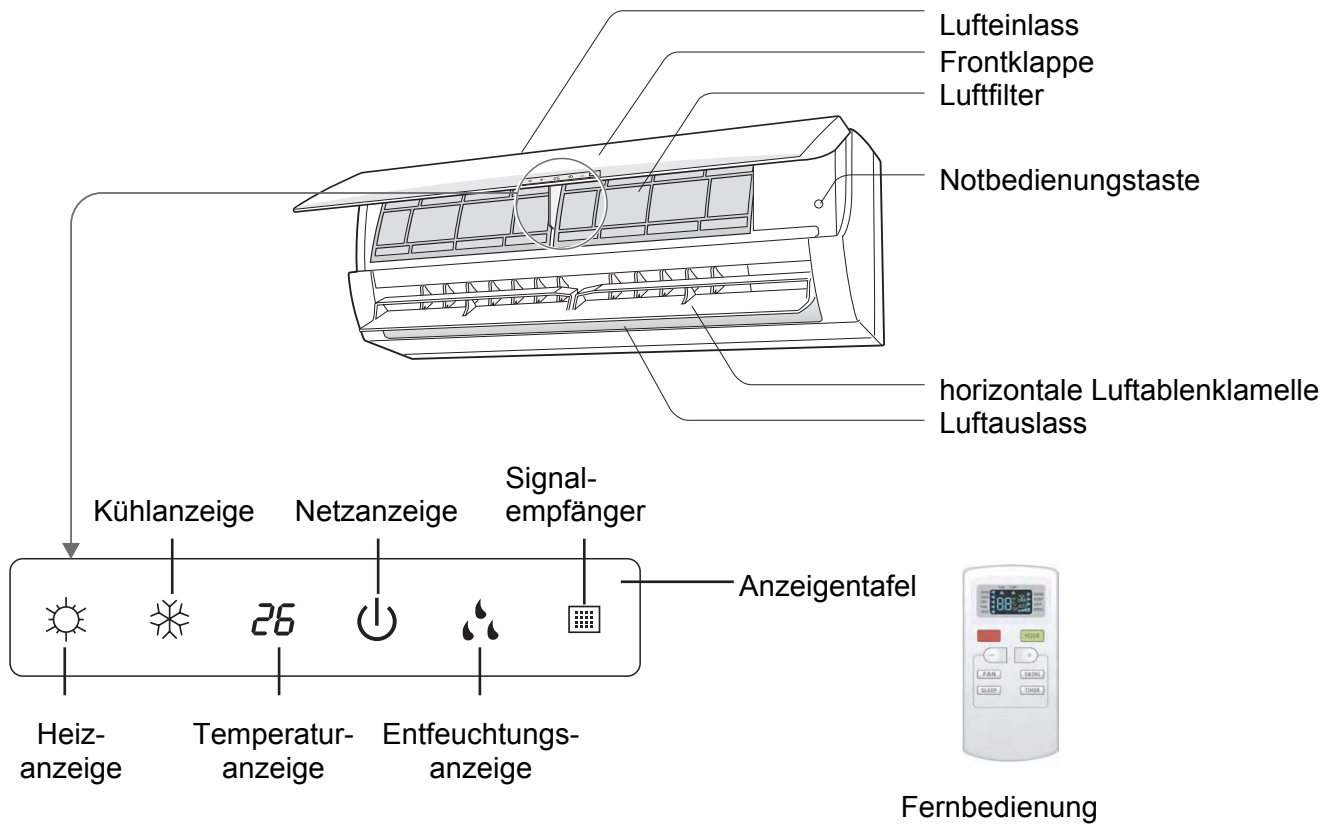 Lufteinlass
Frontklappe
Luftfilter
Notbedienungstaste
horizontale Luftablenklamelle
Luftauslass
Signal-
empfänger
Kühlanzeige
Netzanzeige
Anzeigentafel
26
Heiz-
anzeige
Temperatur-
anzeige
Entfeuchtungs-
anzeige
MODE
- +
FAN SWING
SLEEP TIMER
Fernbedienung